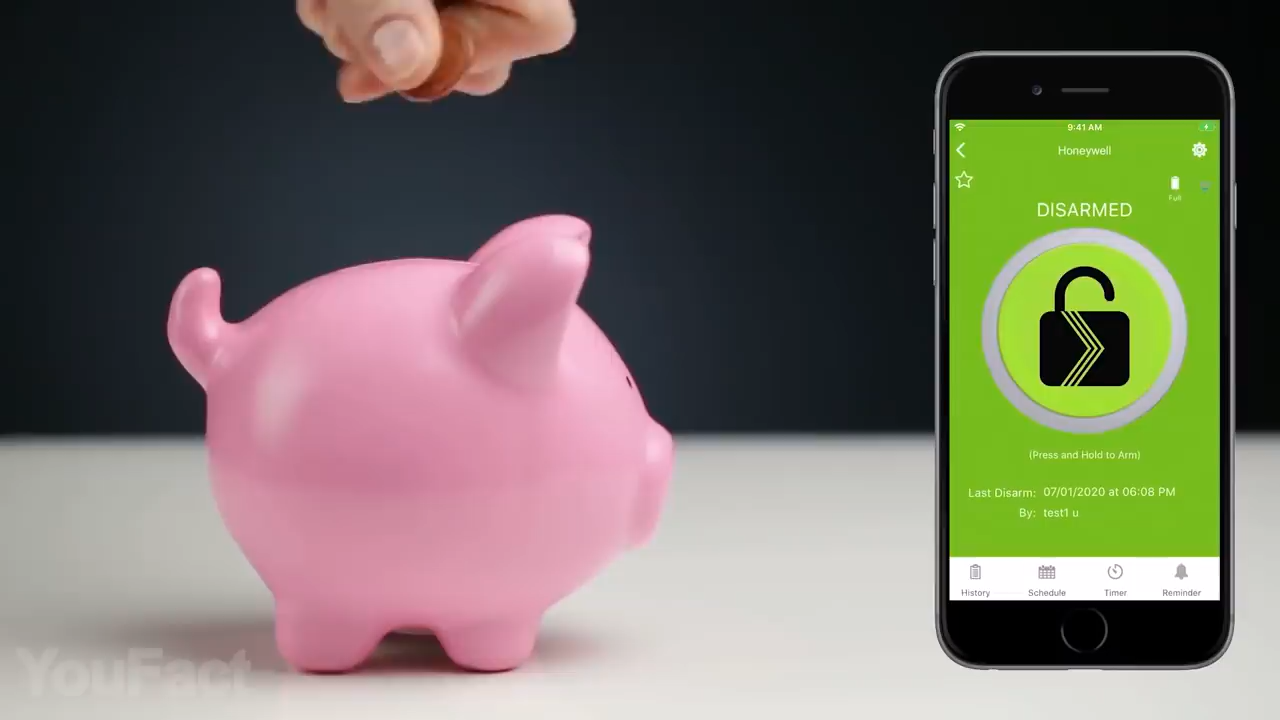 9:41 AM
Honeywell
Full
DISARMED
(Press and Hold to Arm)
Last Disarm: 07/01/2020 at 06:08 PM
By: test1 u
History Schedule Timer Reminder
YouFact